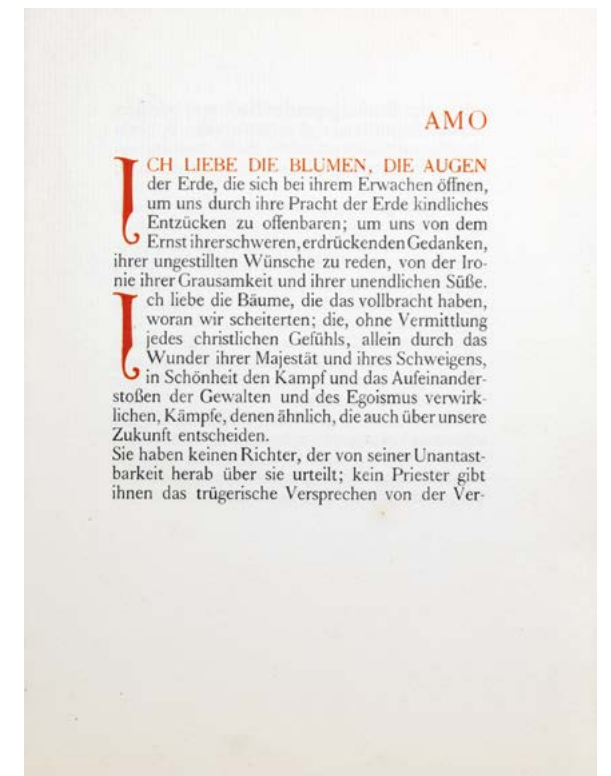 AMO
ICH LIEBE DIE BLUMEN, DIE AUGEN
der Erde, die sich bei ihrem Erwachen öffnen,
um uns durch ihre Pracht der Erde kindliches
Entzücken zu offenbaren; um uns von dem
Ernst ihrer schweren, erdrückenden Gedanken,
ihrer ungestillten Wünsche zu reden, von der Iro-
nie ihrer Grausamkeit und ihrer unendlichen Süße.
Ich liebe die Bäume, die das vollbracht haben,
woran wir scheiterten; die, ohne Vermittlung
jedes christlichen Gefühls, allein durch das
Wunder ihrer Majestät und ihres Schweigens,
in Schönheit den Kampf und das Aufeinander-
stoßen der Gewalten und des Egoismus verwirk-
lichen, Kämpfe, denen ähnlich, die auch über unsere
Zukunft entscheiden.
Sie haben keinen Richter, der von seiner Unantast-
barkeit herab über sie urteilt; kein Priester gibt
ihnen das trügerische Versprechen von der Ver-